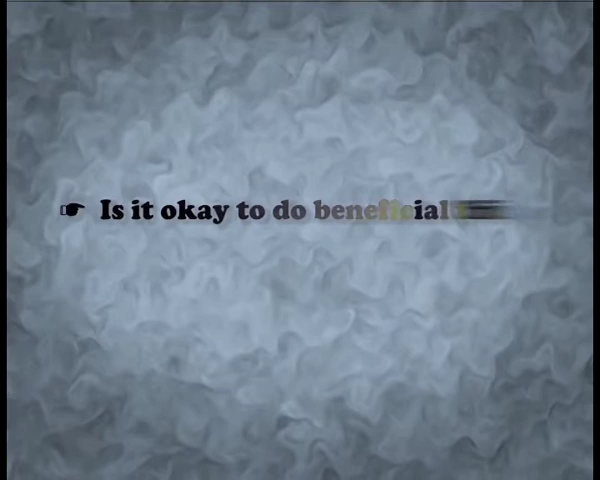 ☛ Is it okay to do beneficial